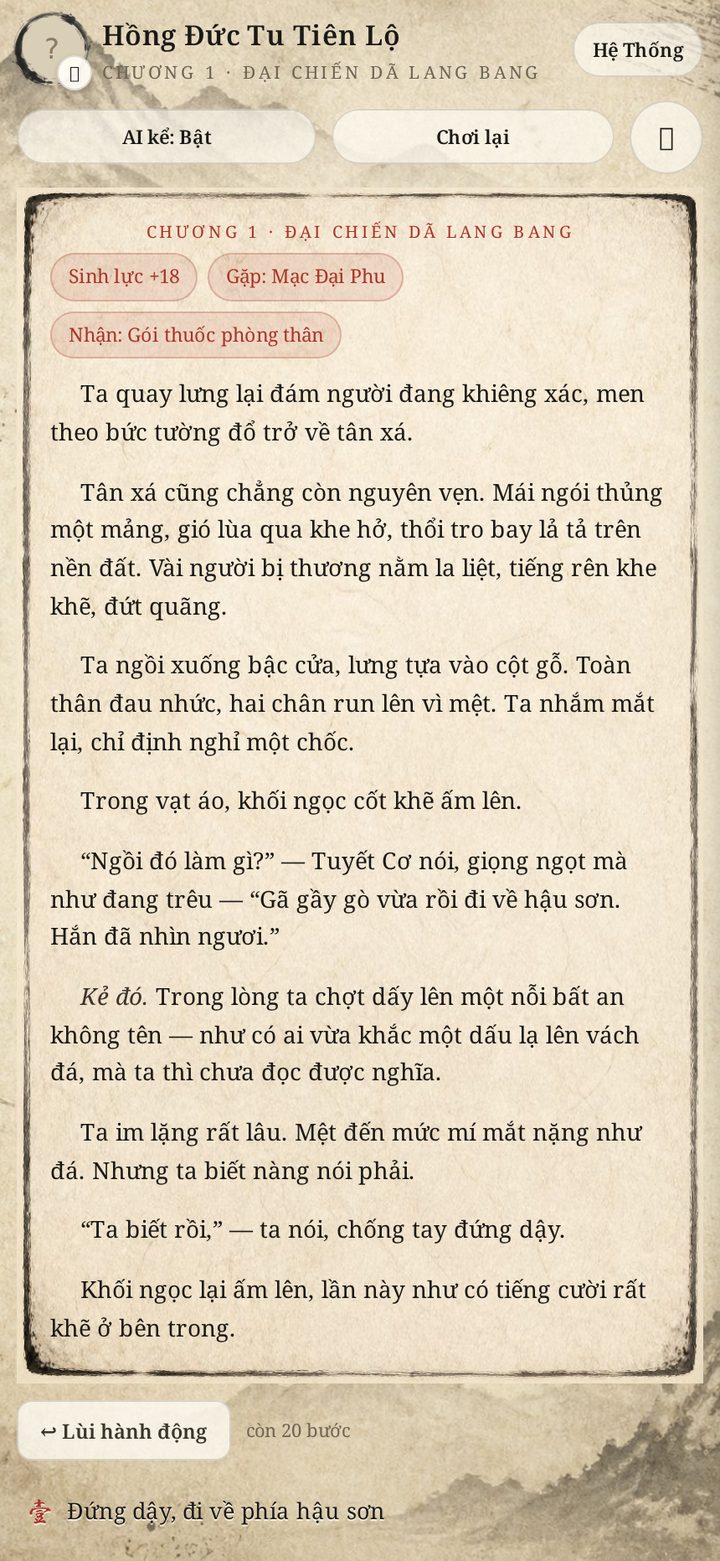 ?
Hồng Đức Tu Tiên Lộ
CHƯƠNG 1 · ĐẠI CHIẾN DÃ LANG BANG
Hệ Thống
AI kể: Bật
Chơi lại
CHƯƠNG 1 · ĐẠI CHIẾN DÃ LANG BANG
Sinh lực +18
Gặp: Mạc Đại Phu
Nhận: Gói thuốc phòng thân
Ta quay lưng lại đám người đang khiêng xác, men
theo bức tường đổ trở về tân xá.
Tân xá cũng chẳng còn nguyên vẹn. Mái ngói thủng
một mảng, gió lùa qua khe hở, thổi tro bay lả tả trên
nền đất. Vài người bị thương nằm la liệt, tiếng rên khe
khẽ, đứt quãng.
Ta ngồi xuống bậc cửa, lưng tựa vào cột gỗ. Toàn
thân đau nhức, hai chân run lên vì mệt. Ta nhắm mắt
lại, chỉ định nghỉ một chốc.
Trong vạt áo, khối ngọc cốt khẽ ấm lên.
“Ngồi đó làm gì?” — Tuyết Cơ nói, giọng ngọt mà
như đang trêu — “Gã gầy gò vừa rồi đi về hậu sơn.
Hắn đã nhìn ngươi.”
Kẻ đó. Trong lòng ta chợt dấy lên một nỗi bất an
không tên — như có ai vừa khắc một dấu lạ lên vách
đá, mà ta thì chưa đọc được nghĩa.
Ta im lặng rất lâu. Mệt đến mức mí mắt nặng như
đá. Nhưng ta biết nàng nói phải.
“Ta biết rồi,” — ta nói, chống tay đứng dậy.
Khối ngọc lại ấm lên, lần này như có tiếng cười rất
khẽ ở bên trong.
↩ Lùi hành động
còn 20 bước
壹 Đứng dậy, đi về phía hậu sơn